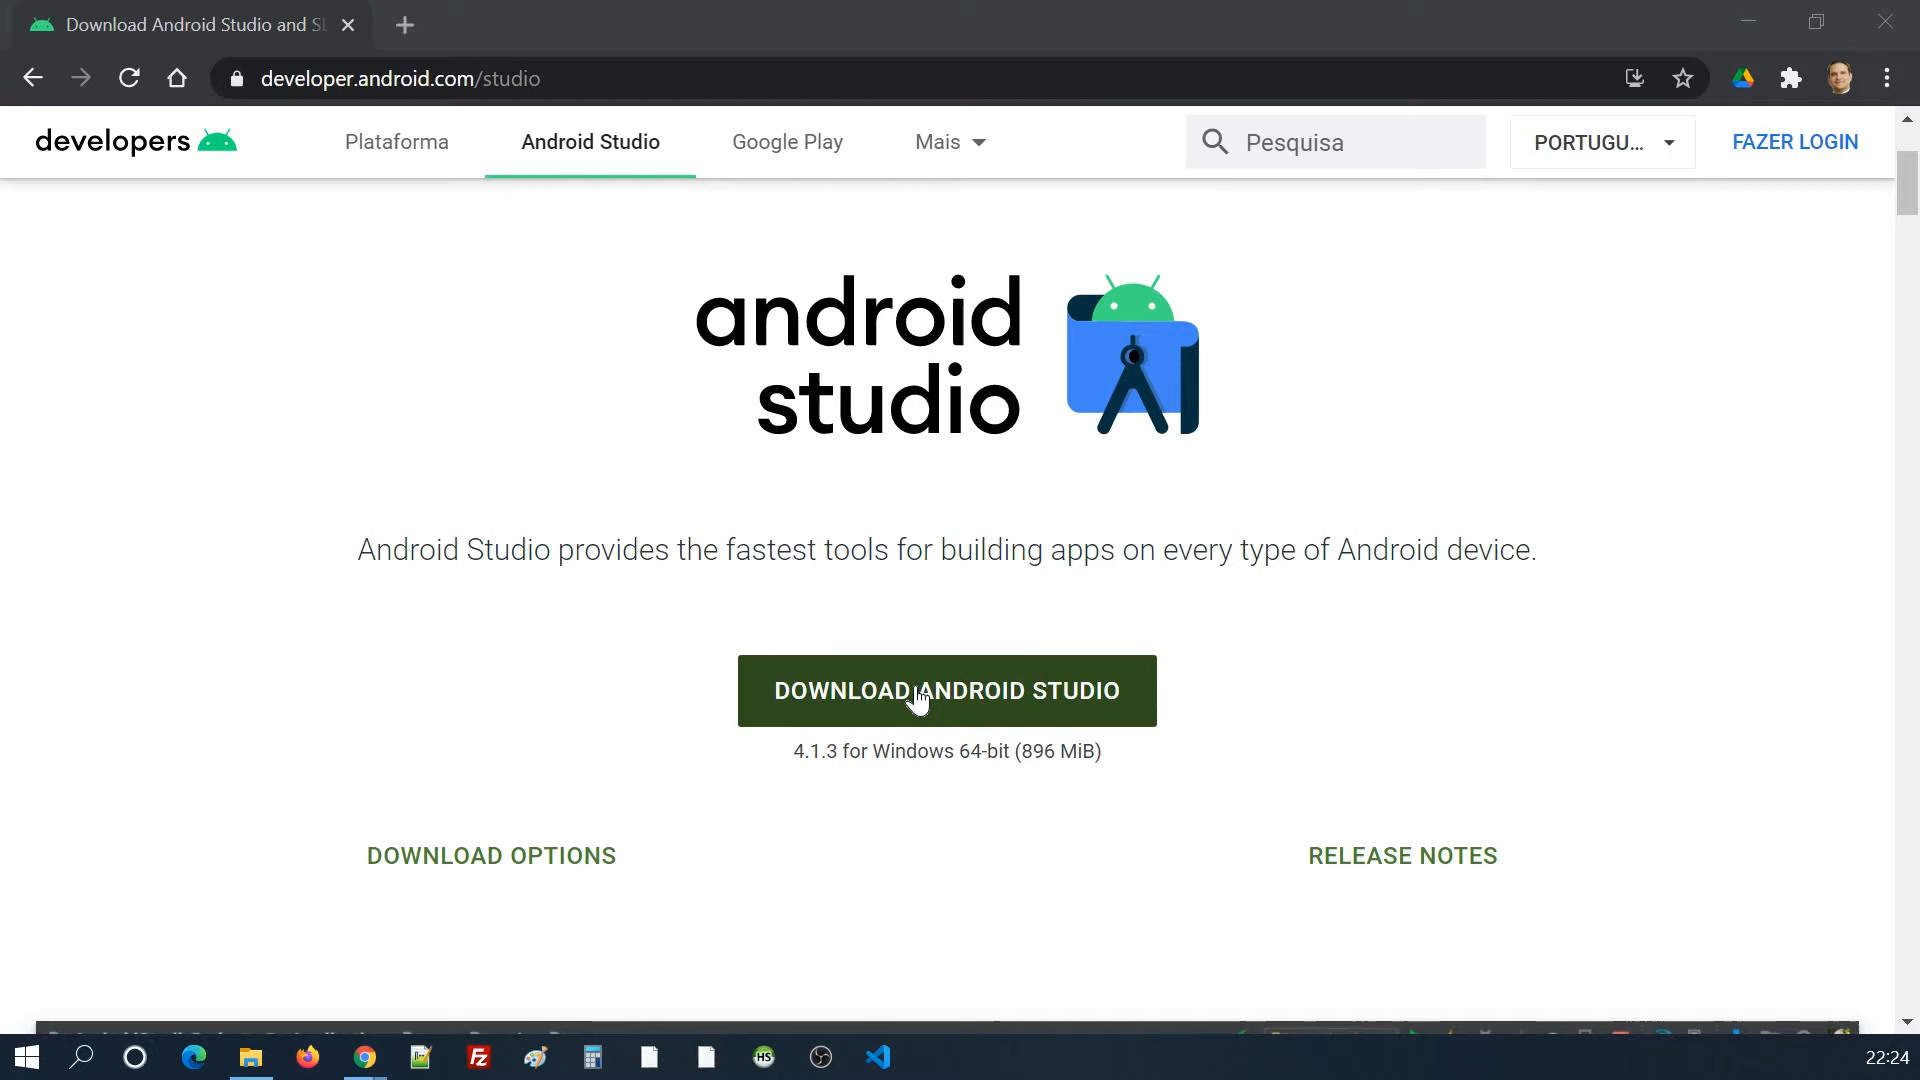 Download Android Studio and S
developer.android.com/studio
developers
Plataforma
Android Studio
Google Play
Mais
Pesquisa
PORTUGU...
FAZER LOGIN
android
studio
Android Studio provides the fastest tools for building apps on every type of Android device.
DOWNLOAD ANDROID STUDIO
4.1.3 for Windows 64-bit (896 MiB)
DOWNLOAD OPTIONS
RELEASE NOTES
Fz
HS
22:24